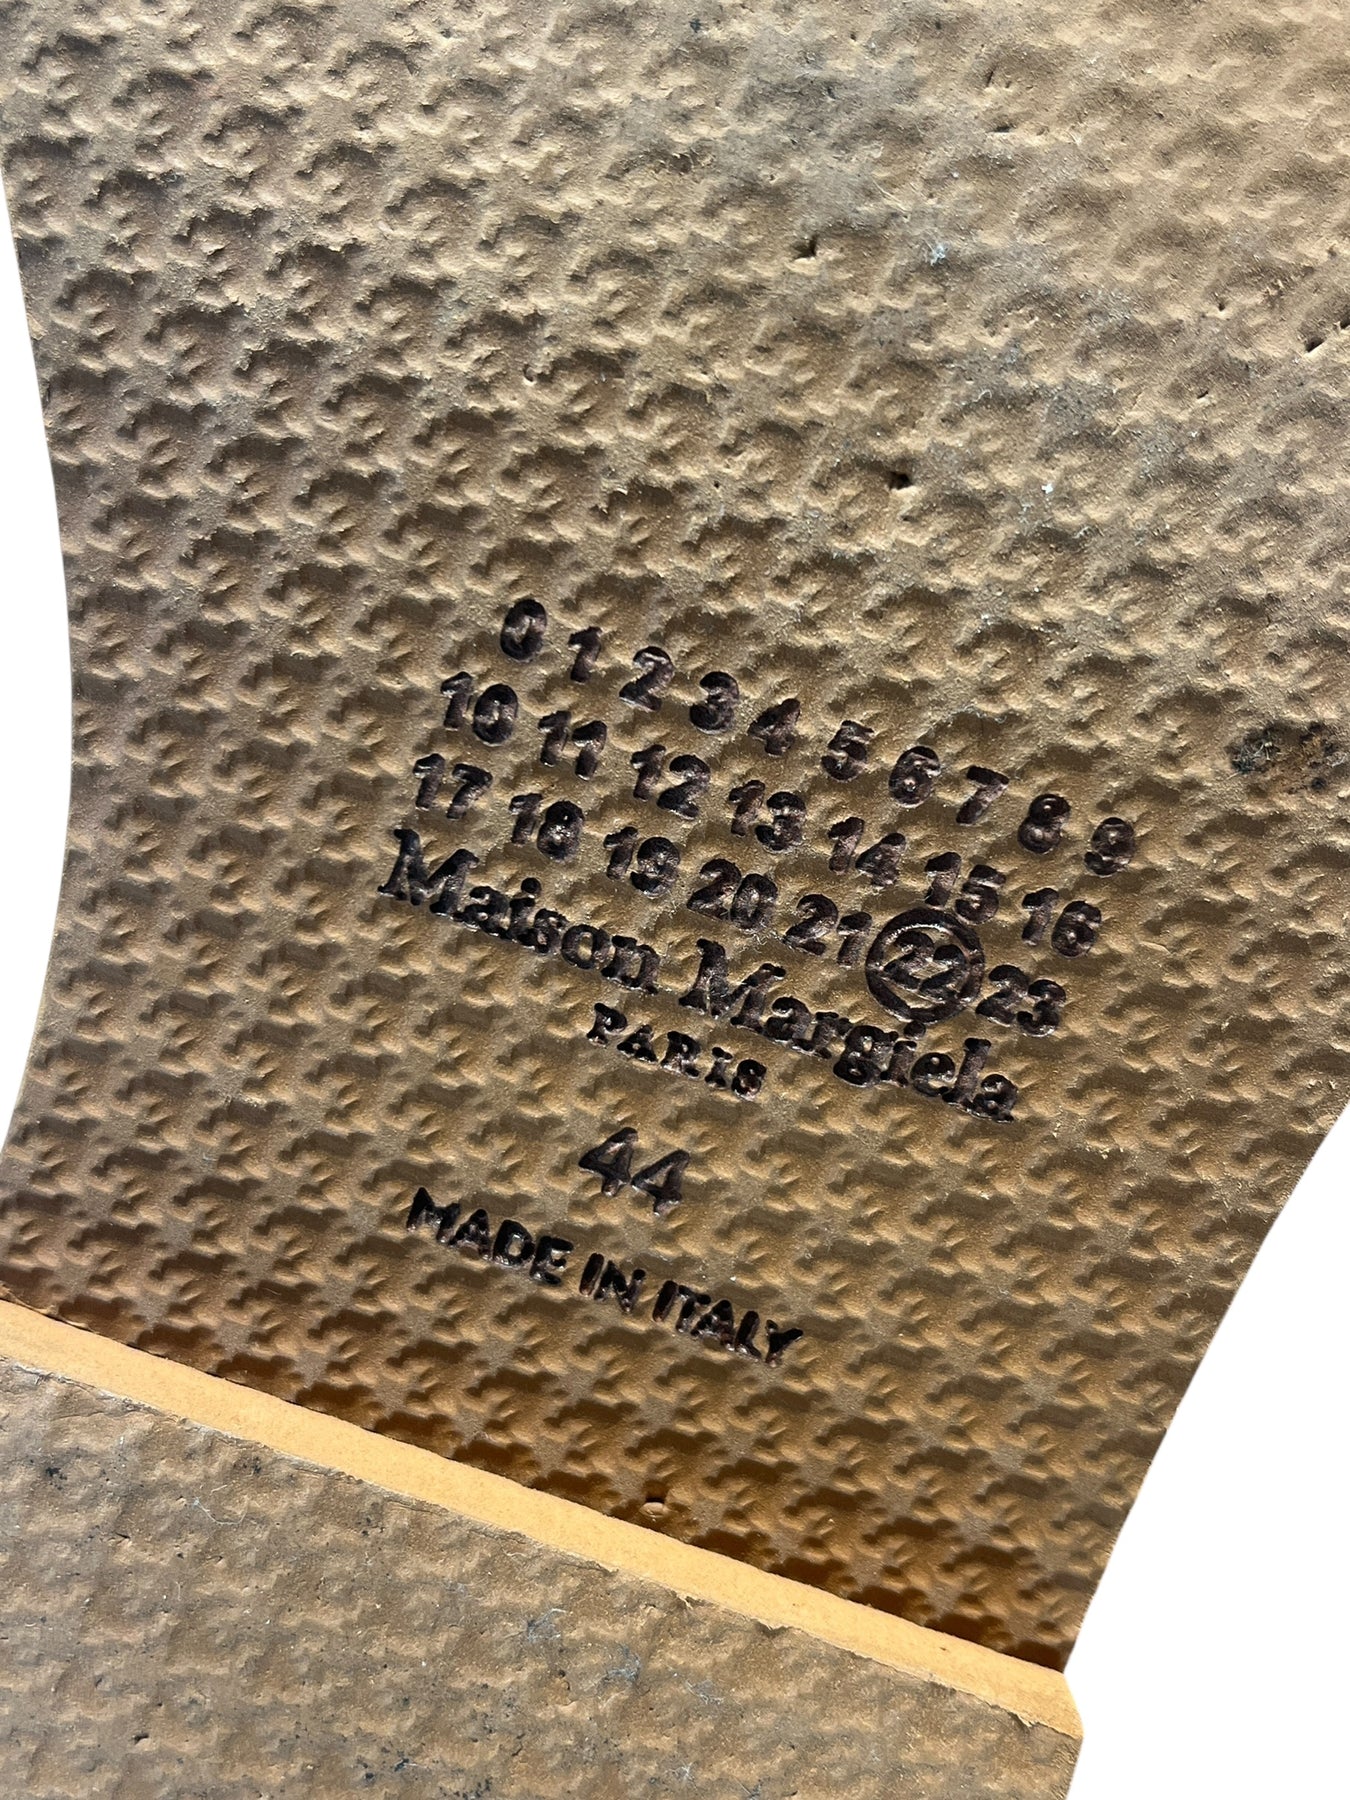 0 1 2 3 4 5 6 7 8 9
10 11 12 13 14 15 16
17 18 19 20 21 22 23
Maison Margiela
PARIS
44
MADE IN ITALY